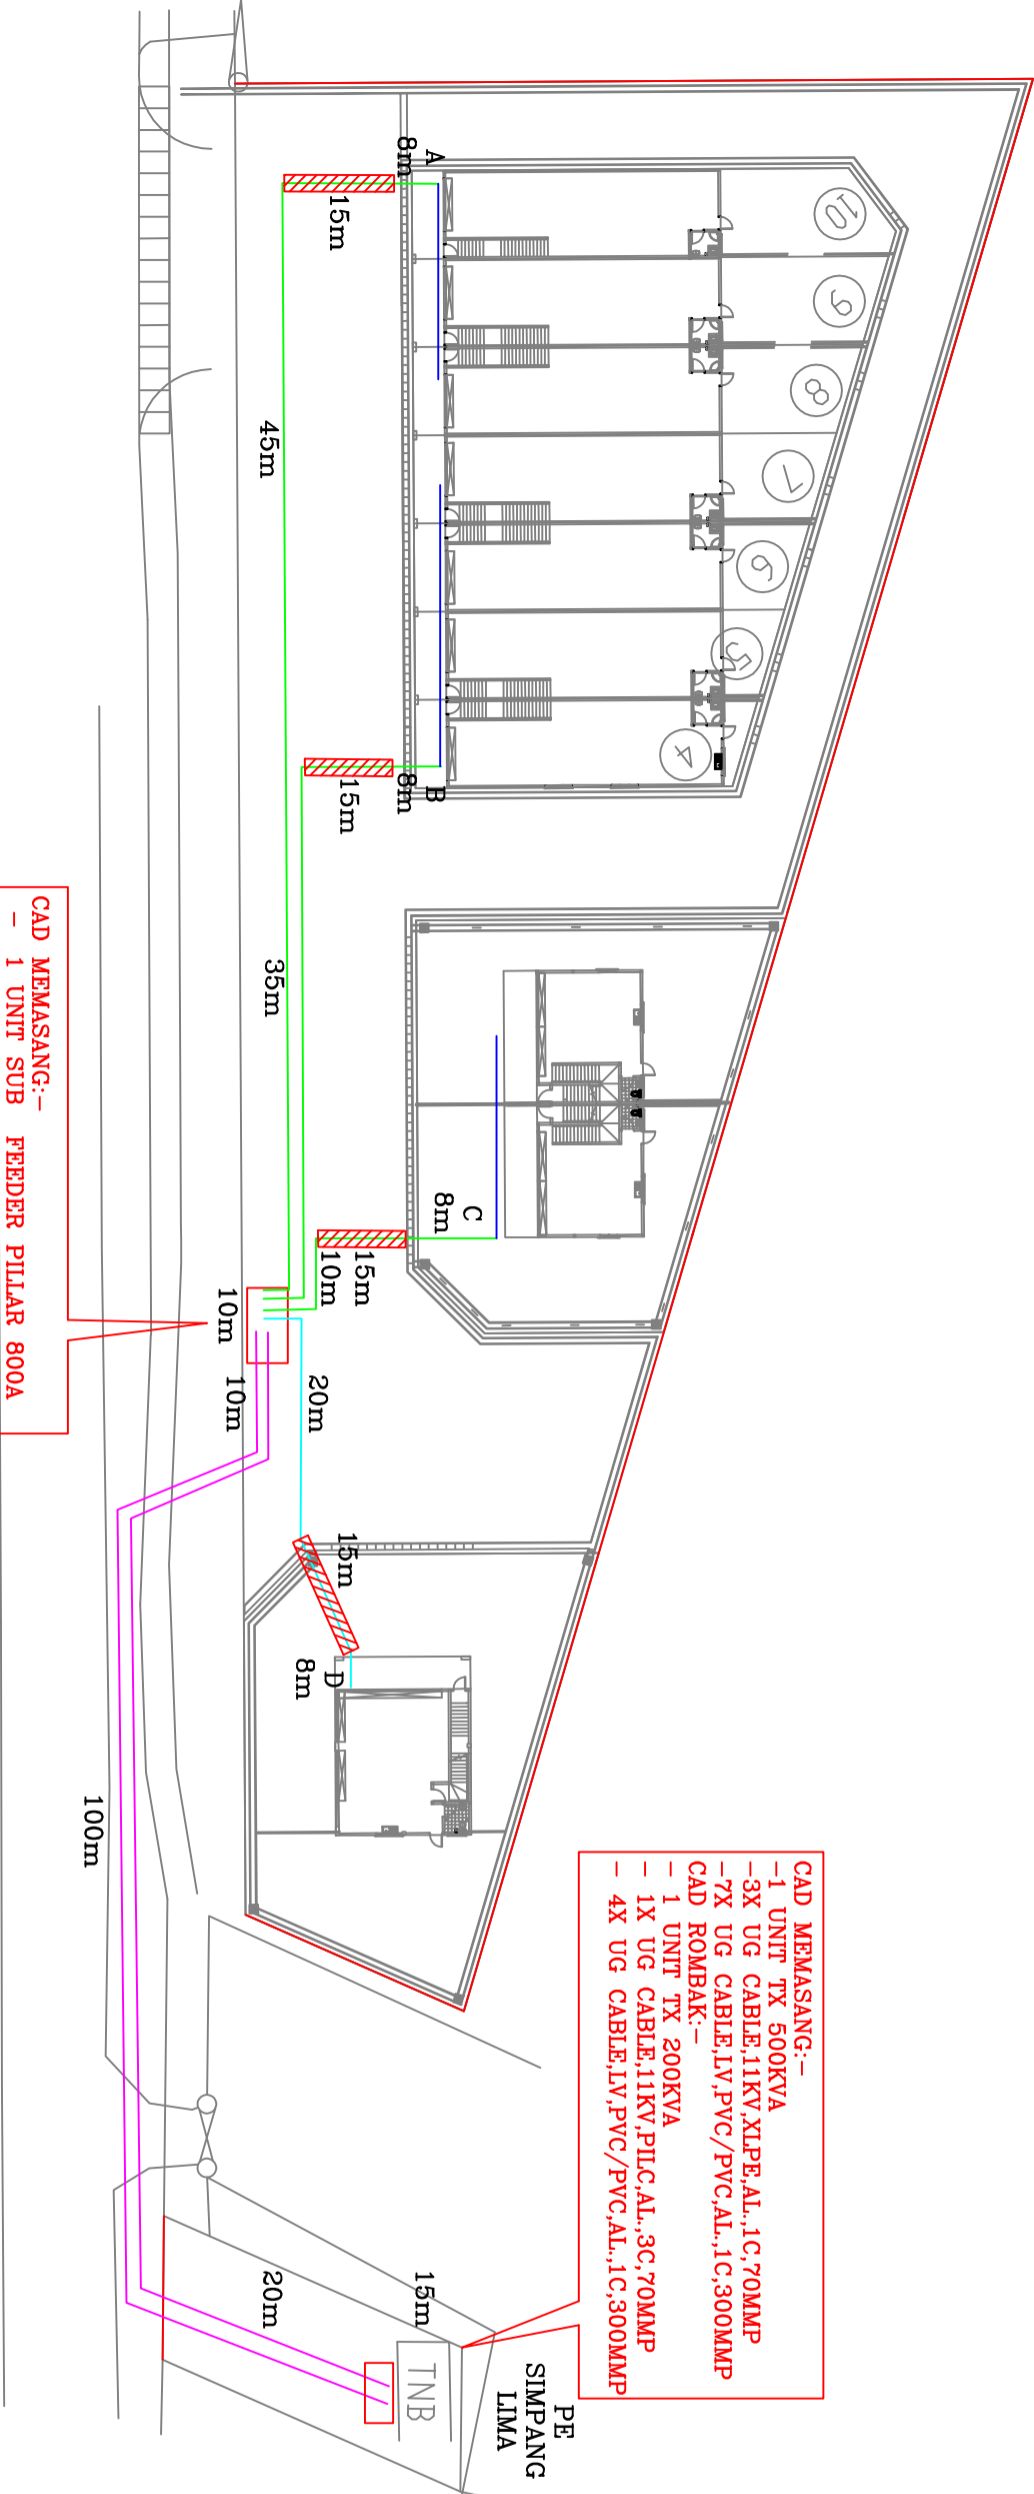 A
8m
15m
10
9
8
7
6
5
4
45m
B
8m
15m
35m
C
8m
15m
10m
10m
10m
20m
15m
D
8m
100m
20m
15m
TNB
PE
SIMPANG
LIMA
CAD MEMASANG:-
- 1 UNIT SUB FEEDER PILLAR 800A
CAD MEMASANG:-
-1 UNIT TX 500KVA
-3X UG CABLE,11KV,XLPE,AL.,1C,70MMP
-7X UG CABLE,LV,PVC/PVC,AL.,1C,300MMP
CAD ROMBAK:-
- 1 UNIT TX 200KVA
- 1X UG CABLE,11KV,PILC,AL.,3C,70MMP
- 4X UG CABLE,LV,PVC/PVC,AL.,1C,300MMP